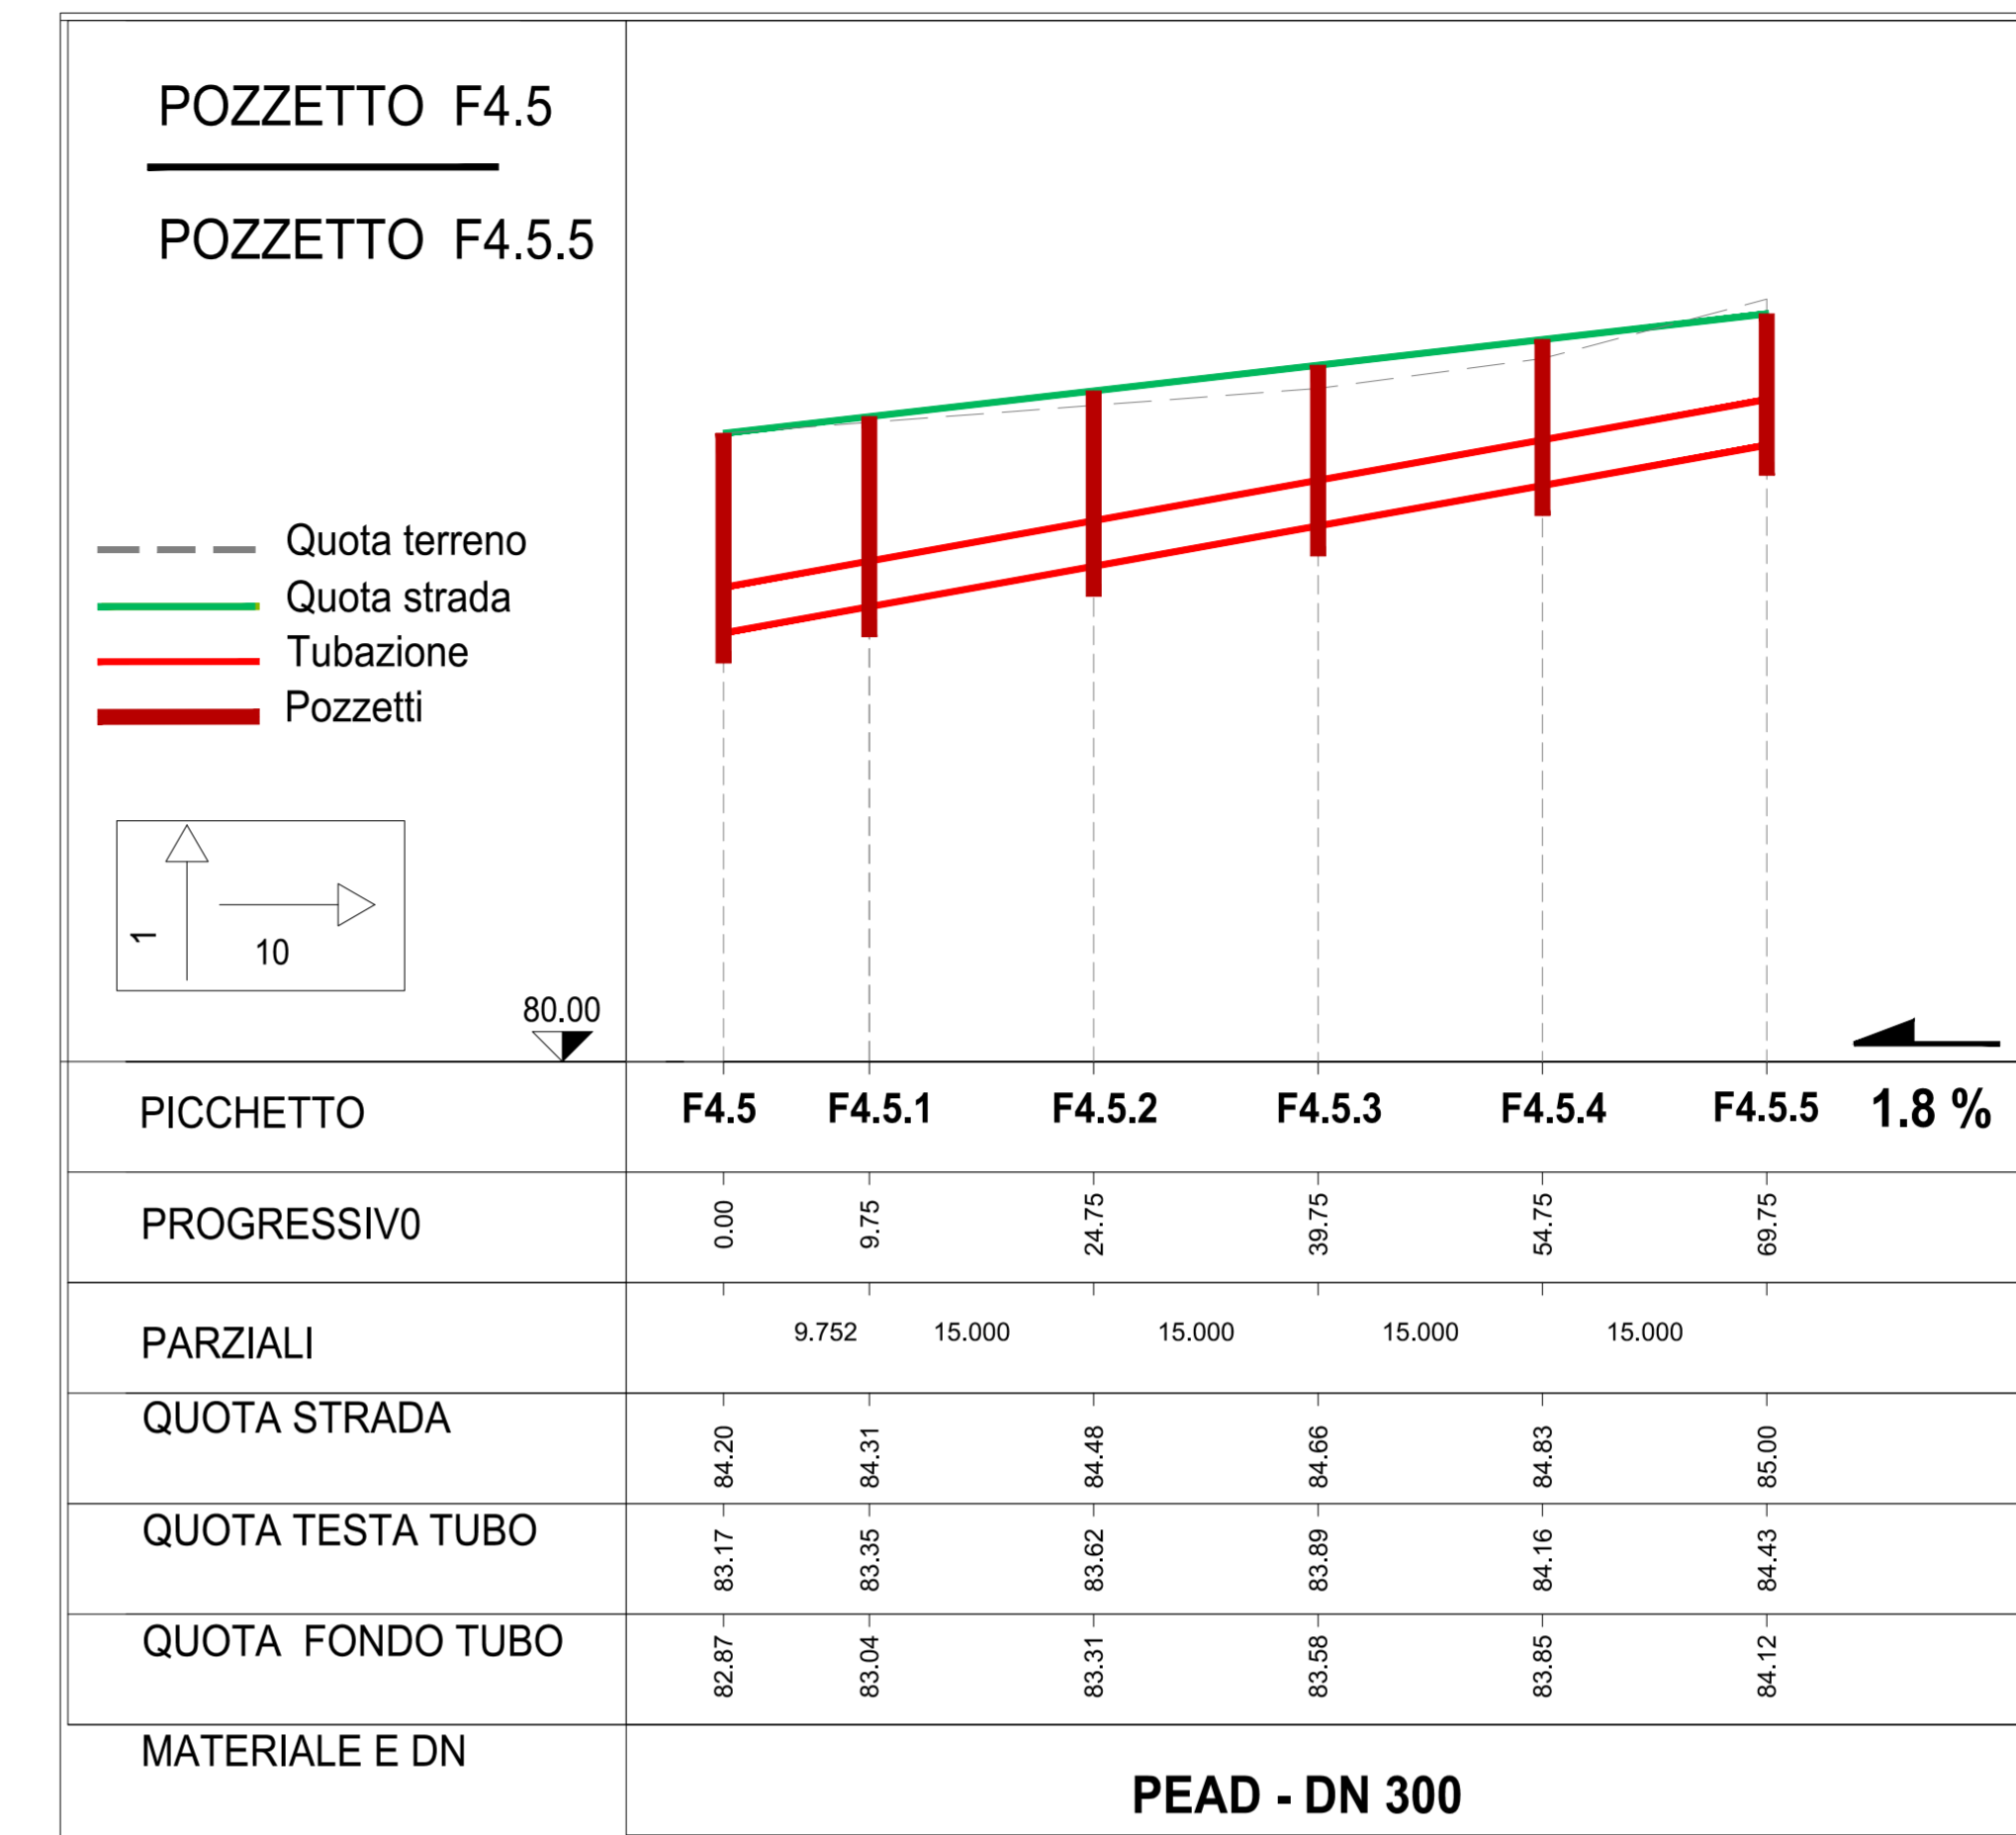 POZZETTO F4.5
POZZETTO F4.5.5
Quota terreno
Quota strada
Tubazione
Pozzetti
1
10
80.00
PICCHETTO F4.5 F4.5.1 F4.5.2 F4.5.3 F4.5.4 F4.5.5 1.8 %
PROGRESSIV0 0.00 9.75 24.75 39.75 54.75 69.75
PARZIALI 9.752 15.000 15.000 15.000 15.000
QUOTA STRADA 84.20 84.31 84.48 84.66 84.83 85.00
QUOTA TESTA TUBO 83.17 83.35 83.62 83.89 84.16 84.43
QUOTA FONDO TUBO 82.87 83.04 83.31 83.58 83.85 84.12
MATERIALE E DN
PEAD - DN 300